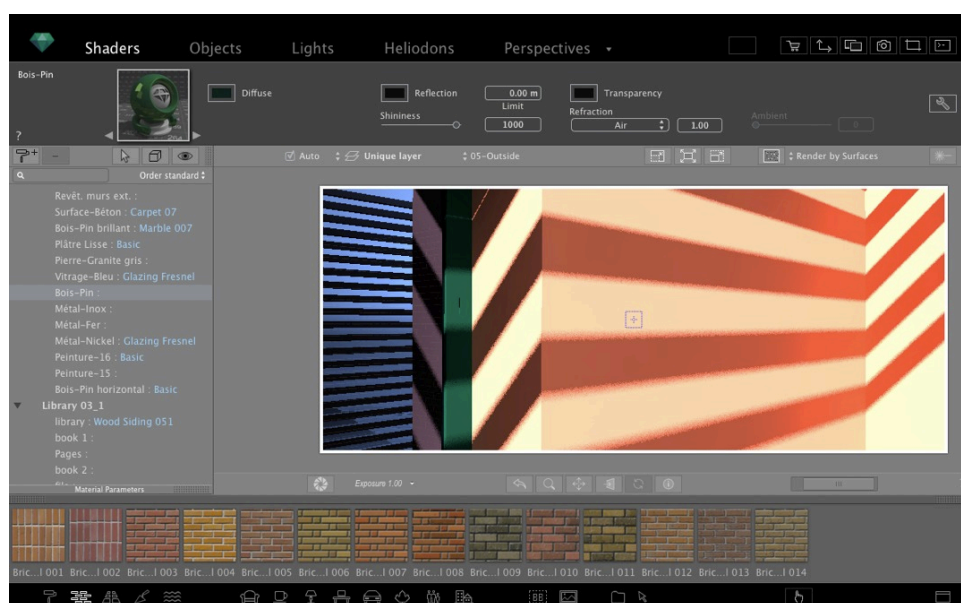 Shaders Objects Lights Heliodons Perspectives
Bois-Pin
Diffuse Reflection 0.00 m Transparency
Limit
Refraction
Shininess 1000 Air 1.00 Ambient
?
Auto Unique layer 05-Outside Render by Surfaces
Order standard
Revêt. murs ext. :
Surface-Béton : Carpet 07
Bois-Pin brillant : Marble 007
Plâtre Lisse : Basic
Pierre-Granite gris :
Vitrage-Bleu : Glazing Fresnel
Bois-Pin :
Métal-Inox :
Métal-Fer :
Métal-Nickel : Glazing Fresnel
Peinture-16 : Basic
Peinture-15 :
Bois-Pin horizontal : Basic
Library 03_1
library : Wood Siding 051
book 1 :
Pages :
book 2 :
Material Parameters
Exposure 1.00
Bric...l 001 Bric...l 002 Bric...l 003 Bric...l 004 Bric...l 005 Bric...l 006 Bric...l 007 Bric...l 008 Bric...l 009 Bric...l 010 Bric...l 011 Bric...l 012 Bric...l 013 Bric...l 014